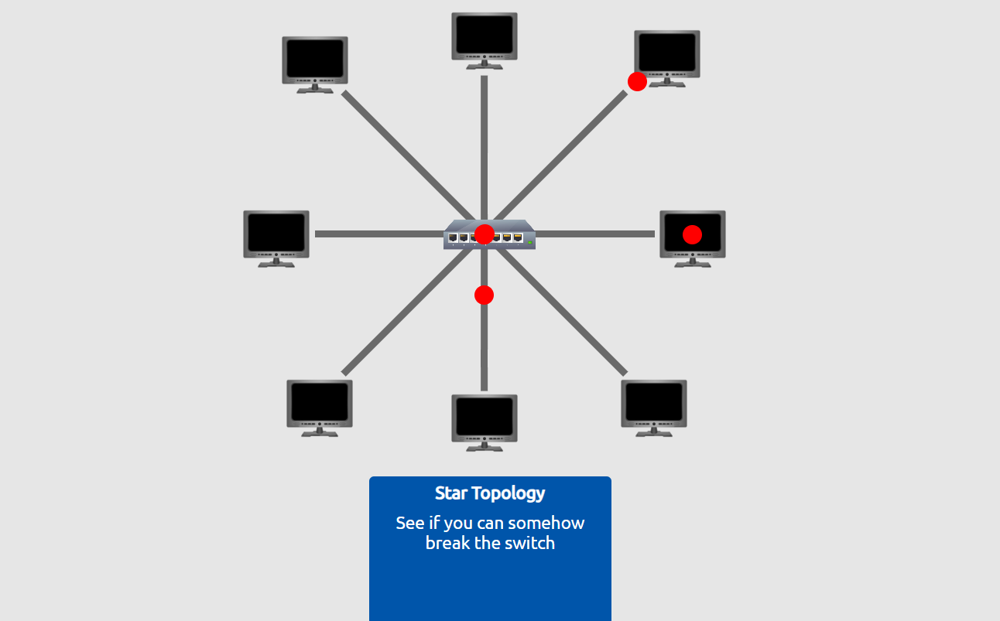 Star Topology
See if you can somehow
break the switch